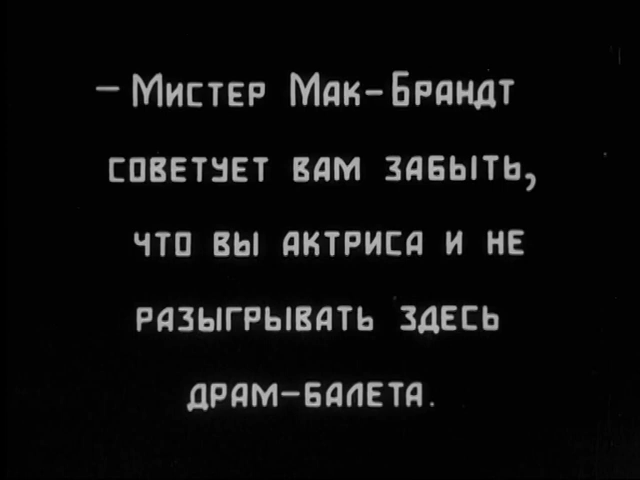 — Мистер Мак-Брандт
советует вам забыть,
что вы актриса и не
разыгрывать здесь
драм-балета.